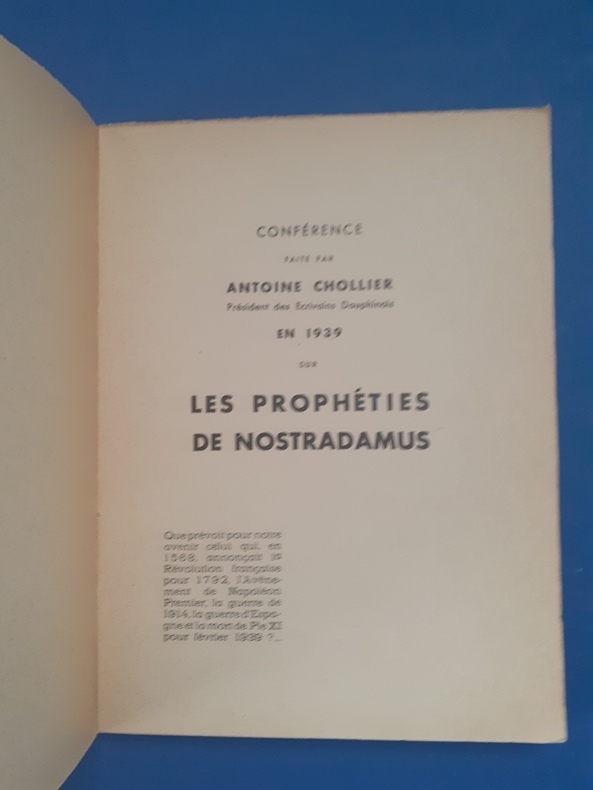 CONFÉRENCE
FAITE PAR
ANTOINE CHOLLIER
Président des Ecrivains Dauphinois
EN 1939
SUR
LES PROPHÉTIES
DE NOSTRADAMUS
Que prévoit pour notre
avenir celui qui, en
1568, annonçait la
Révolution française
pour 1792, l'Avène-
ment de Napoléon
Premier, la guerre de
1914, la guerre d'Espa-
gne et la mort de Pie XI
pour février 1939 ?...